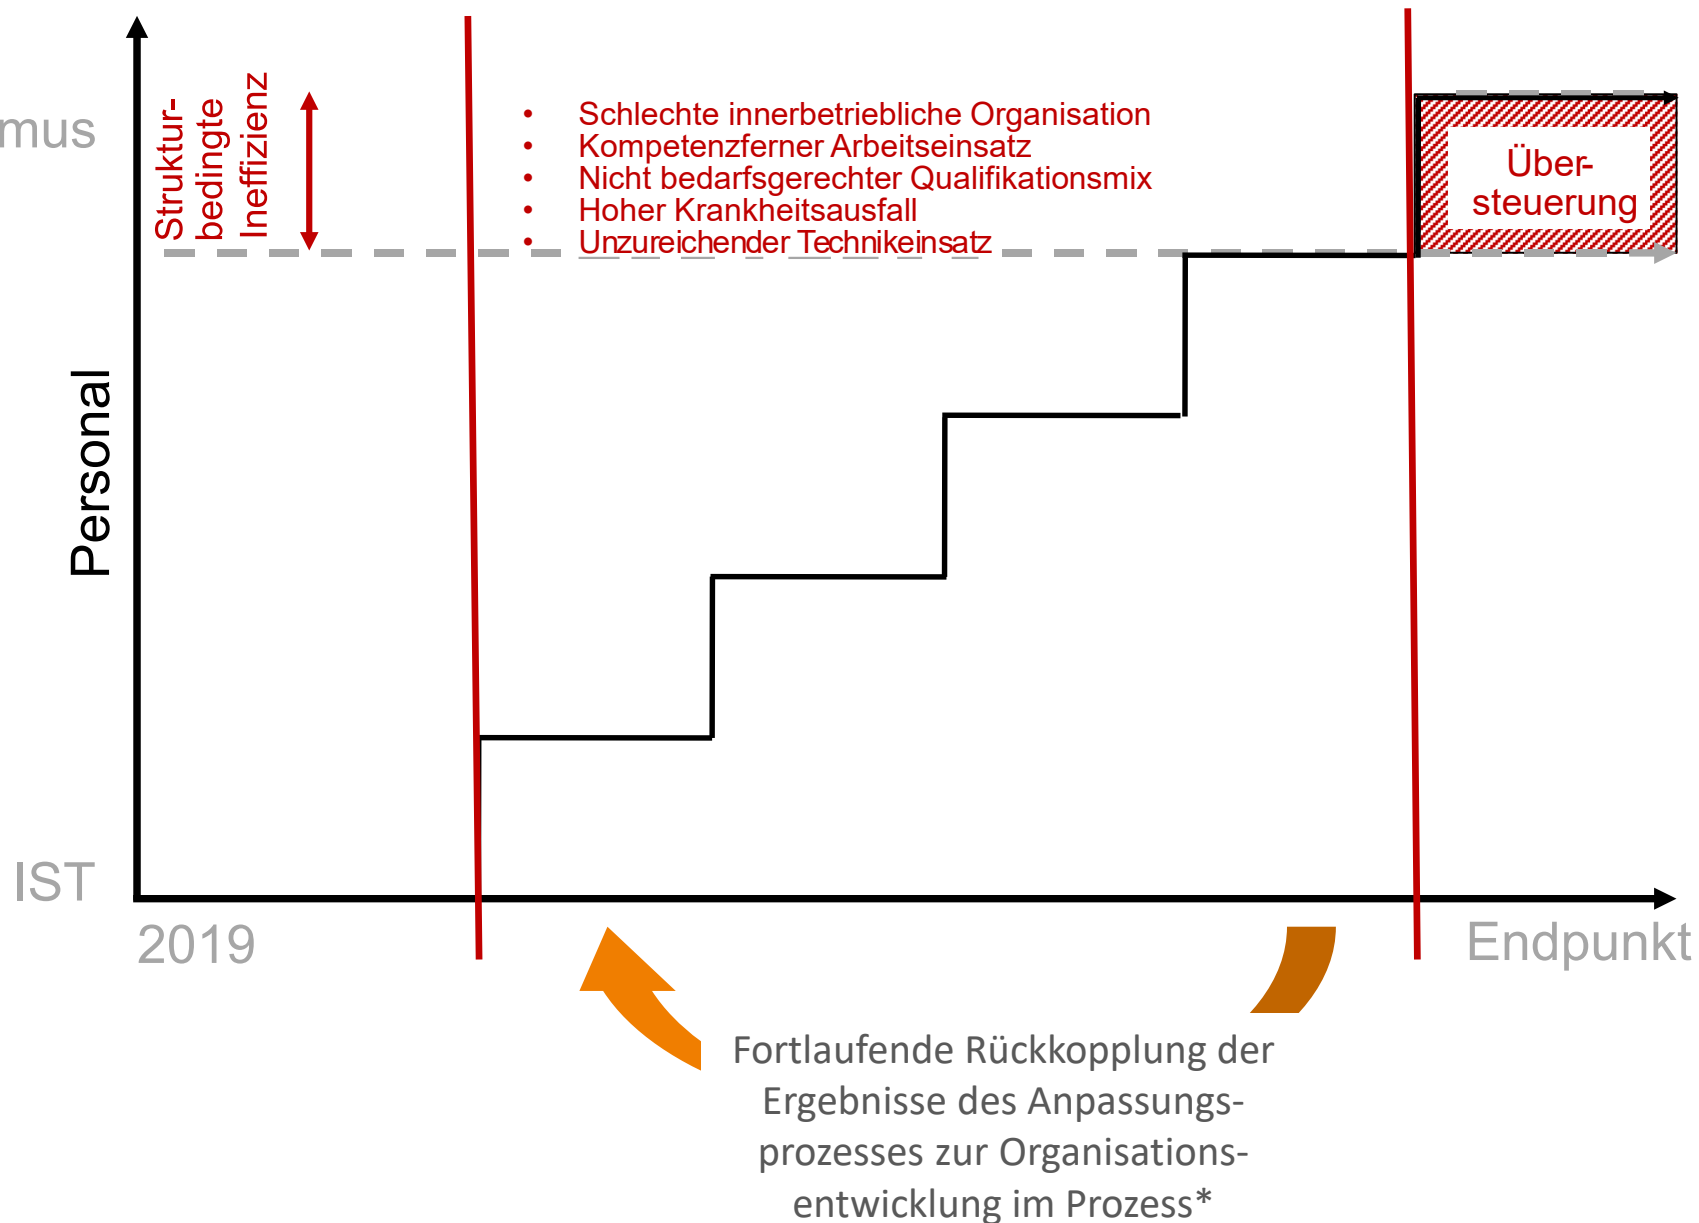 mus
Struktur-
bedingte
Ineffizienz
• Schlechte innerbetriebliche Organisation
• Kompetenzferner Arbeitseinsatz
• Nicht bedarfsgerechter Qualifikationsmix
• Hoher Krankheitsausfall
• Unzureichender Technikeinsatz
Über-
steuerung
Personal
IST
2019
Endpunkt
Fortlaufende Rückkopplung der
Ergebnisse des Anpassungs-
prozesses zur Organisations-
entwicklung im Prozess*